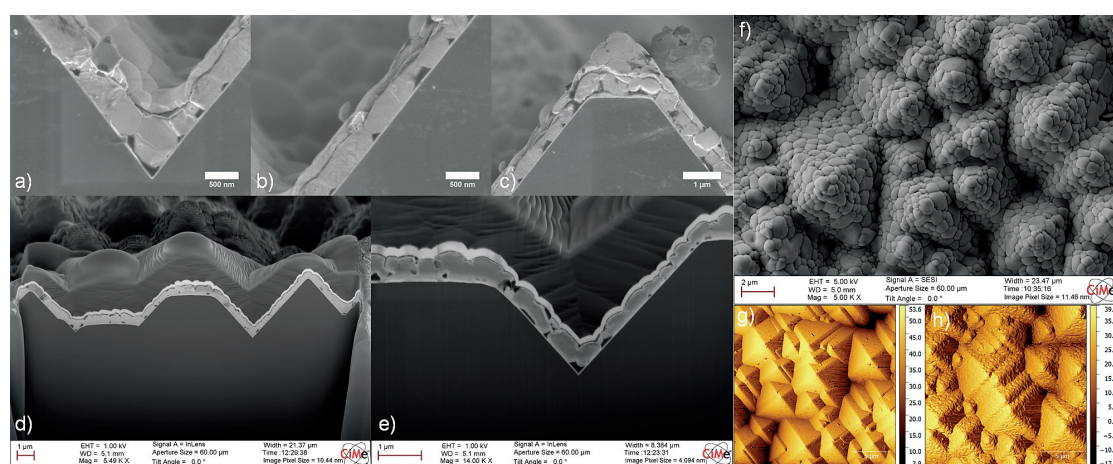 a)
500 nm
b)
500 nm
c)
1 µm
f)
2 µm
EHT = 5.00 kV
WD = 5.0 mm
Mag = 5.00 K X
Signal A = SESI
Aperture Size = 60.00 µm
Tilt Angle = 0.0 °
Width = 23.47 µm
Time : 10:35:16
Image Pixel Size = 11.46 nm
d)
1 µm
EHT = 1.00 kV
WD = 5.1 mm
Mag = 5.49 K X
Signal A = InLens
Aperture Size = 60.00 µm
Tilt Angle = 0.0 °
Width = 21.37 µm
Time : 12:29:38
Image Pixel Size = 10.44 nm
CIMe
e)
1 µm
EHT = 1.00 kV
WD = 5.1 mm
Mag = 14.00 K X
Signal A = InLens
Aperture Size = 60.00 µm
Tilt Angle = 0.0 °
Width = 8.384 µm
Time : 12:23:31
Image Pixel Size = 4.094 nm
CIMe
g)
53.6
45.0
40.0
35.0
30.0
25.0
20.0
15.0
10.0
h)
30.
25.
20.
15.
10.
5.
0.
-5.